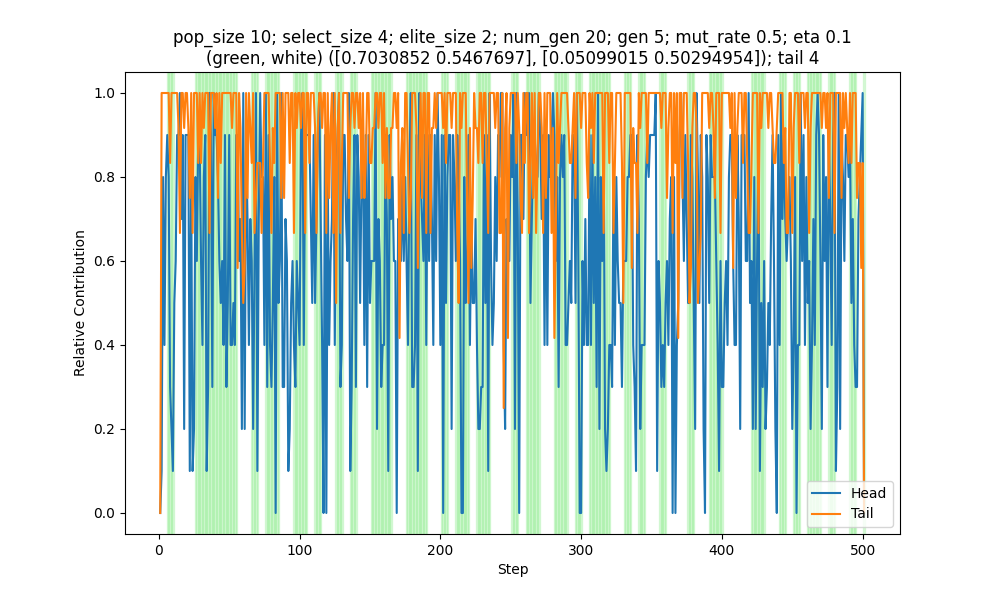 pop_size 10; select_size 4; elite_size 2; num_gen 20; gen 5; mut_rate 0.5; eta 0.1
(green, white) ([0.7030852 0.5467697], [0.05099015 0.50294954]); tail 4
Relative Contribution
1.0
0.8
0.6
0.4
0.2
0.0
Head
Tail
0
100
200
300
400
500
Step